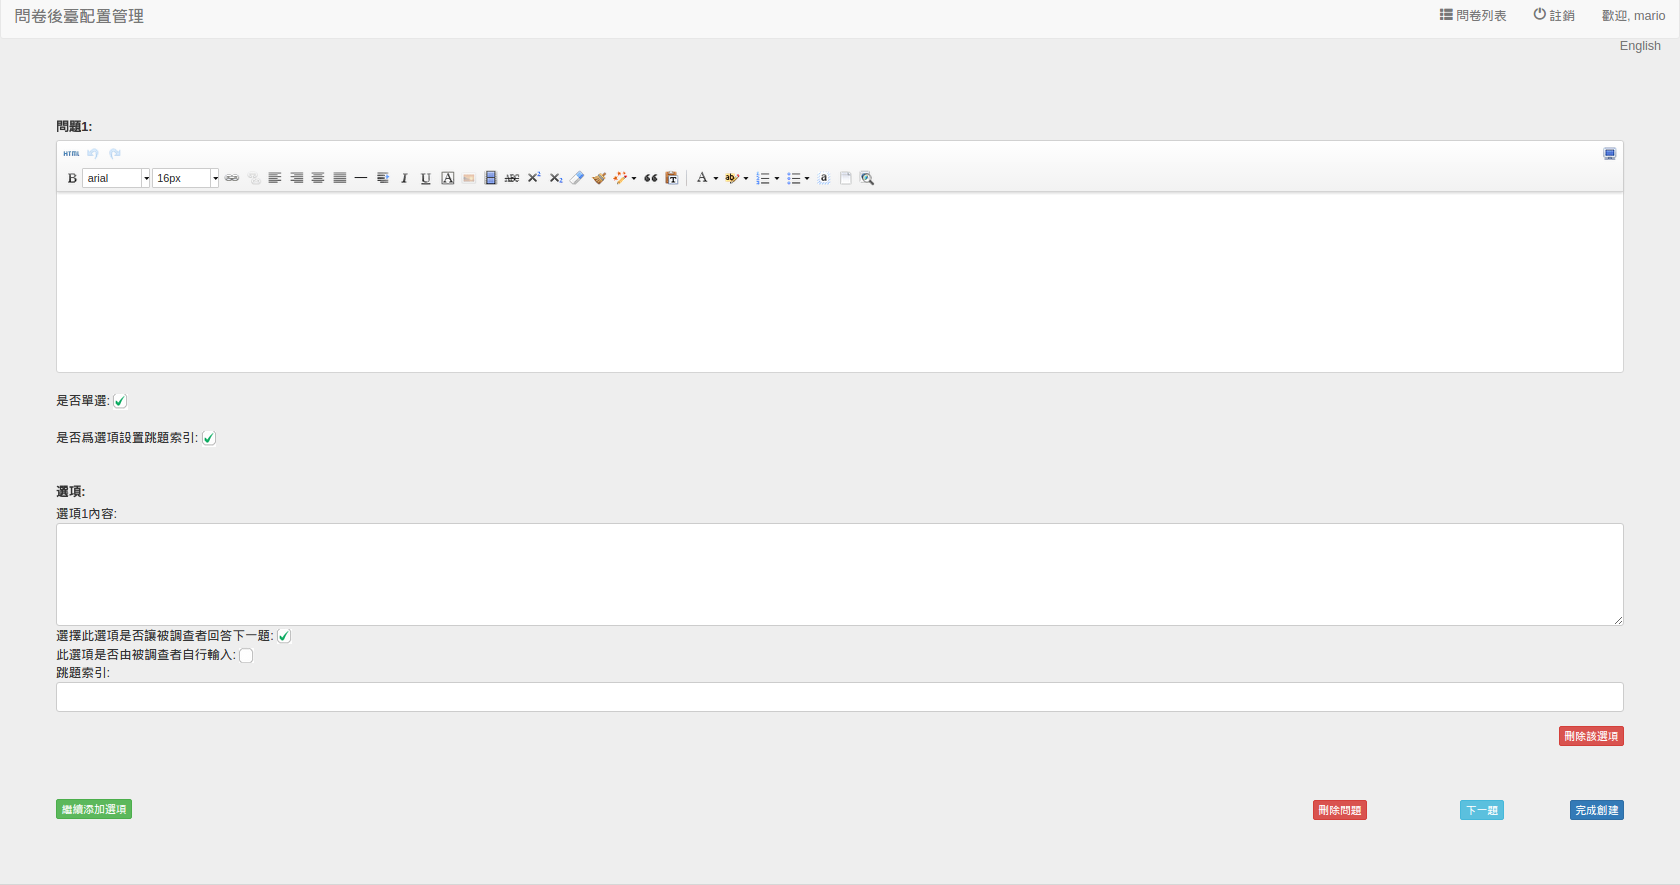 問卷後臺配置管理
問卷列表 註銷 歡迎, mario
English
問題1:
HTML
B arial 16px I U A ABC X² X₂ T A ab a
是否單選:
是否爲選項設置跳題索引:
選項:
選項1內容:
選擇此選項是否讓被調查者回答下一題:
此選項是否由被調查者自行輸入:
跳題索引:
刪除該選項
繼續添加選項 刪除問題 下一題 完成創建